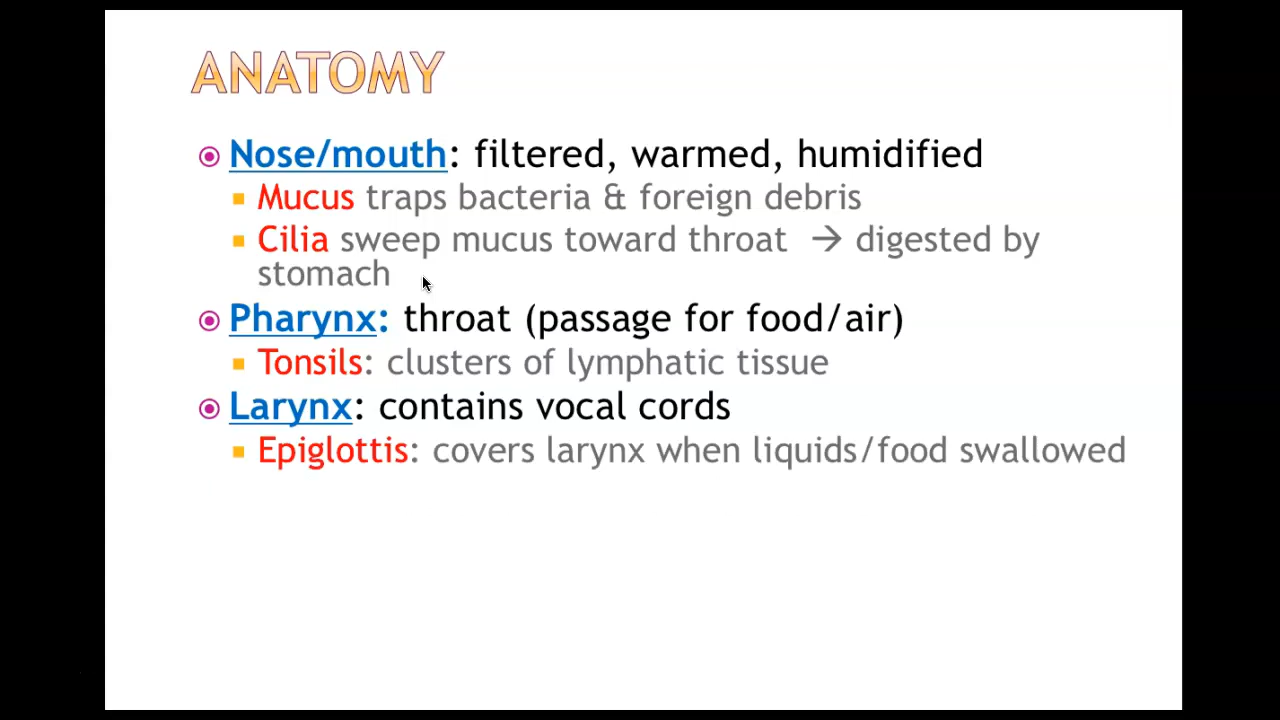 ANATOMY
Nose/mouth: filtered, warmed, humidified
Mucus traps bacteria & foreign debris
Cilia sweep mucus toward throat → digested by
stomach
Pharynx: throat (passage for food/air)
Tonsils: clusters of lymphatic tissue
Larynx: contains vocal cords
Epiglottis: covers larynx when liquids/food swallowed